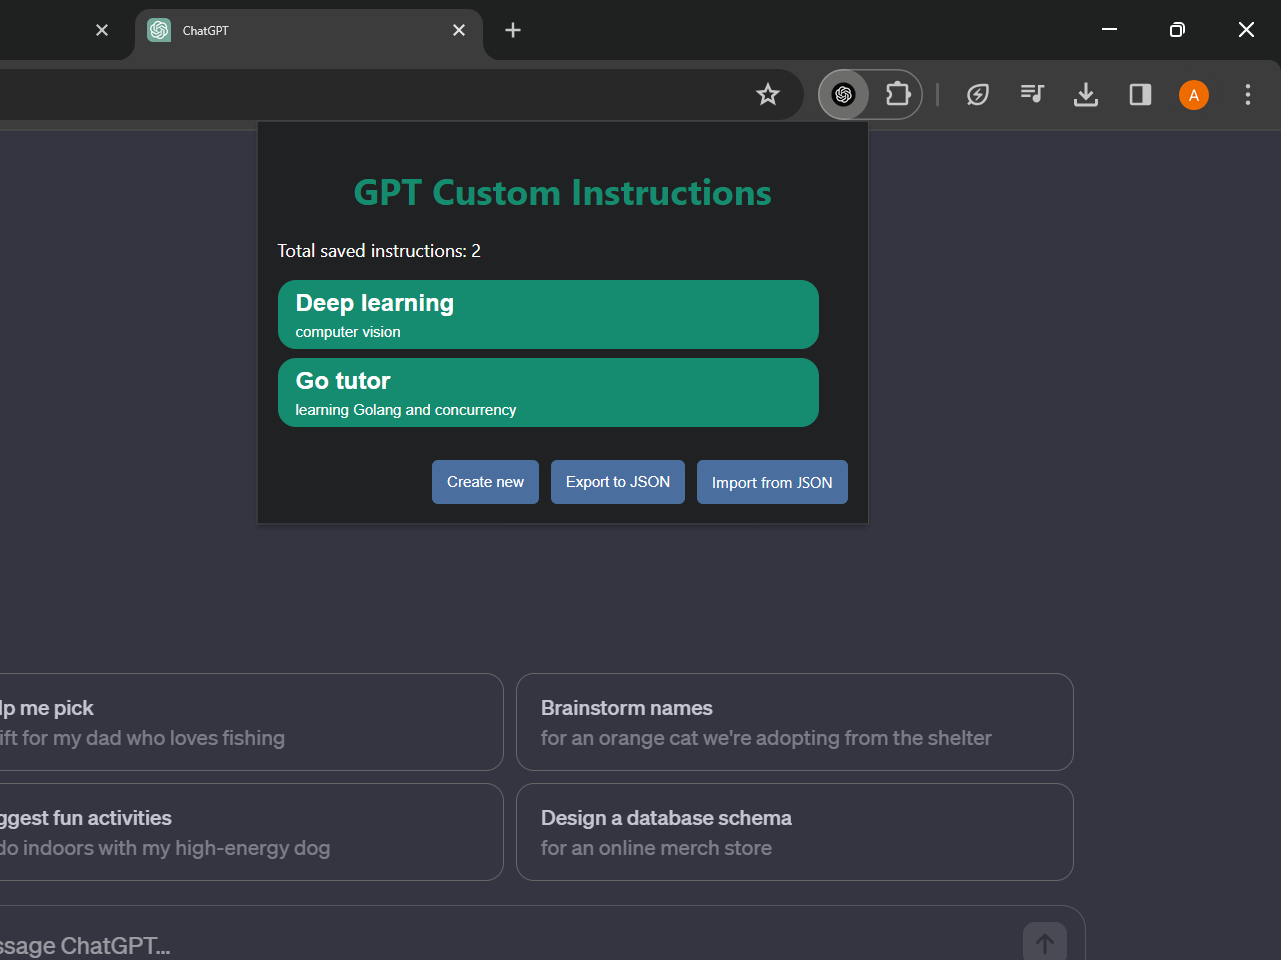 ChatGPT
A
GPT Custom Instructions
Total saved instructions: 2
Deep learning
computer vision
Go tutor
learning Golang and concurrency
Create new
Export to JSON
Import from JSON
lp me pick
ift for my dad who loves fishing
Brainstorm names
for an orange cat we're adopting from the shelter
ggest fun activities
do indoors with my high-energy dog
Design a database schema
for an online merch store
ssage ChatGPT...